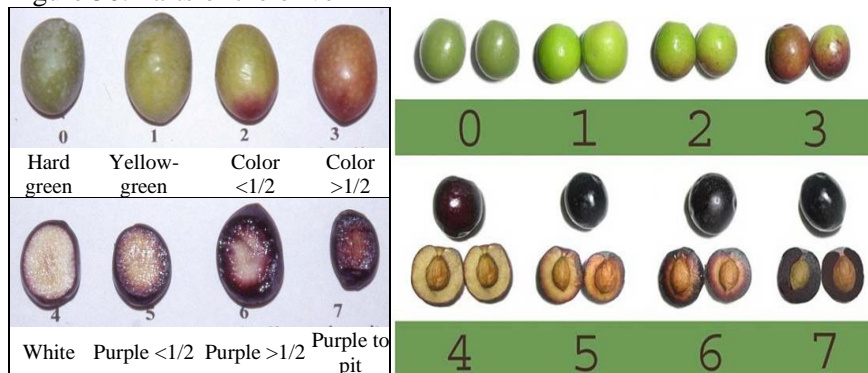 0 1 2 3
Hard green Yellow-green Color <1/2 Color >1/2
4 5 6 7
White Purple <1/2 Purple >1/2 Purple to pit
0 1 2 3
4 5 6 7